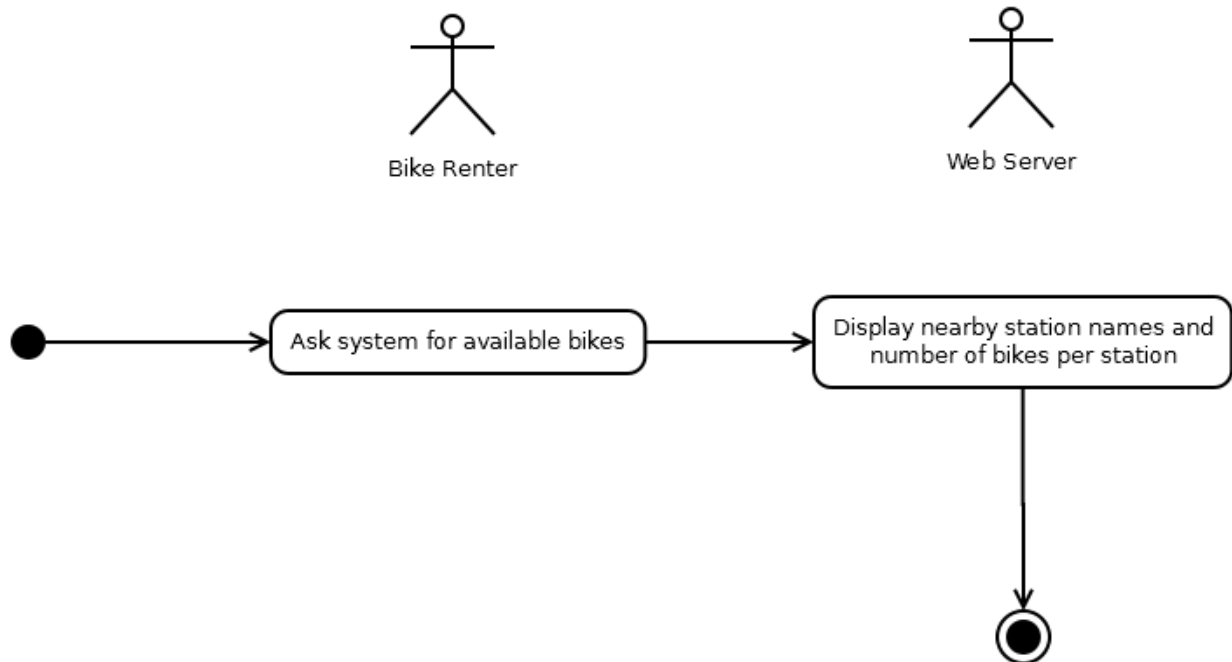 Bike Renter
Web Server
Ask system for available bikes
Display nearby station names and
number of bikes per station